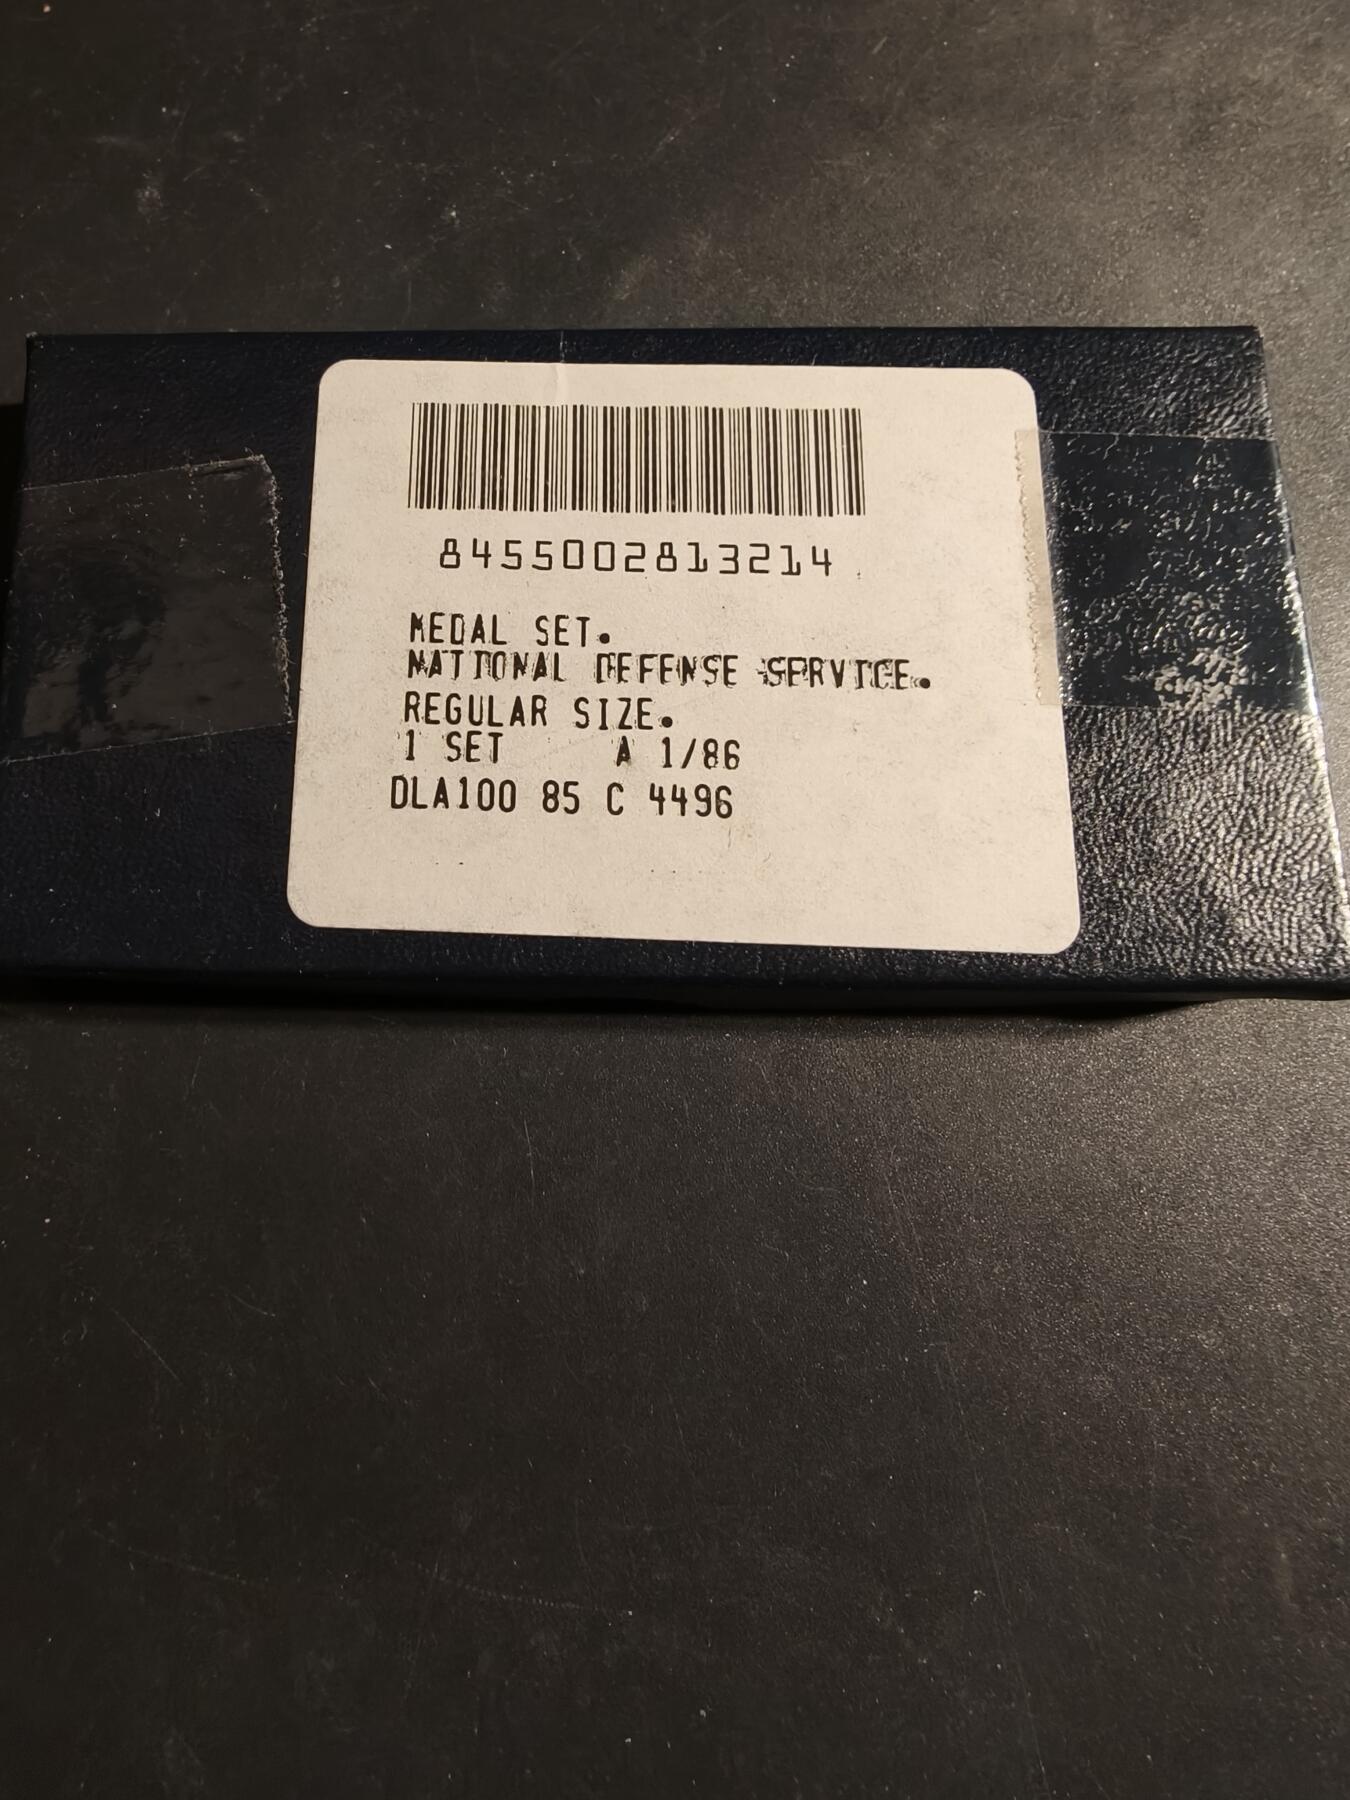 8455002813214
MEDAL SET.
NATIONAL DEFENSE SERVICE.
REGULAR SIZE.
1 SET A 1/86
DLA100 85 C 4496